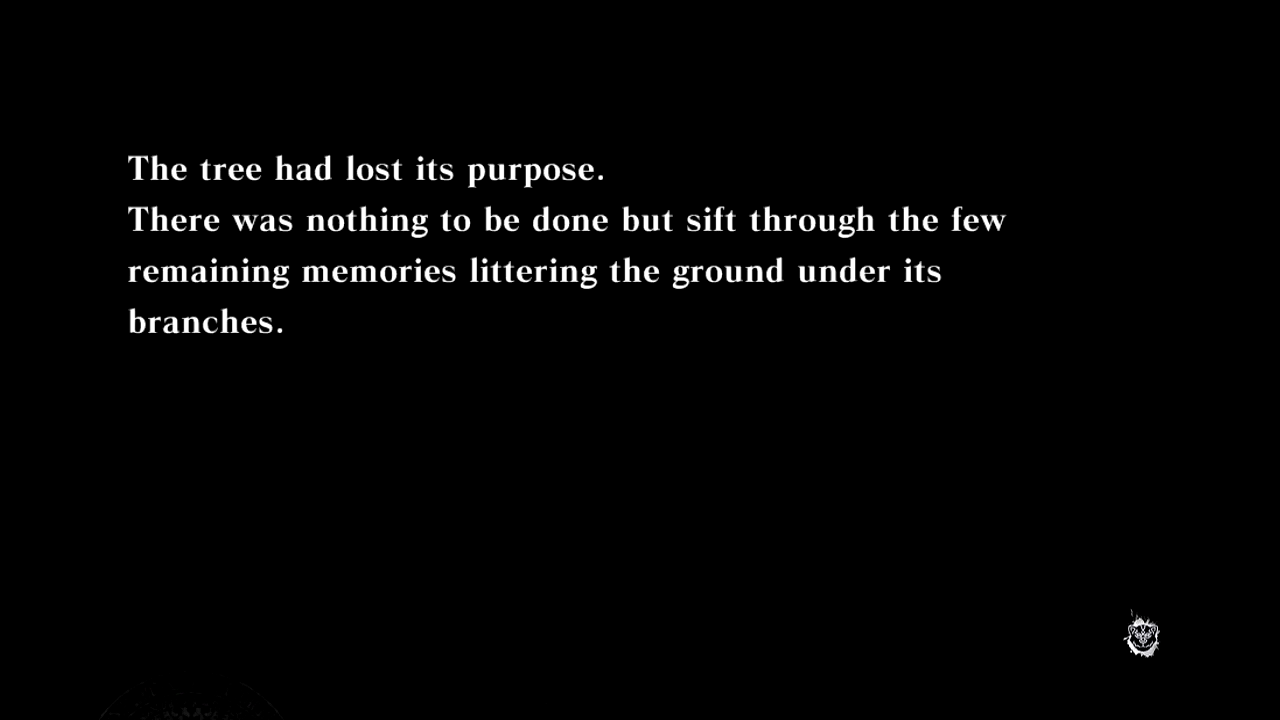 The tree had lost its purpose.
There was nothing to be done but sift through the few
remaining memories littering the ground under its
branches.